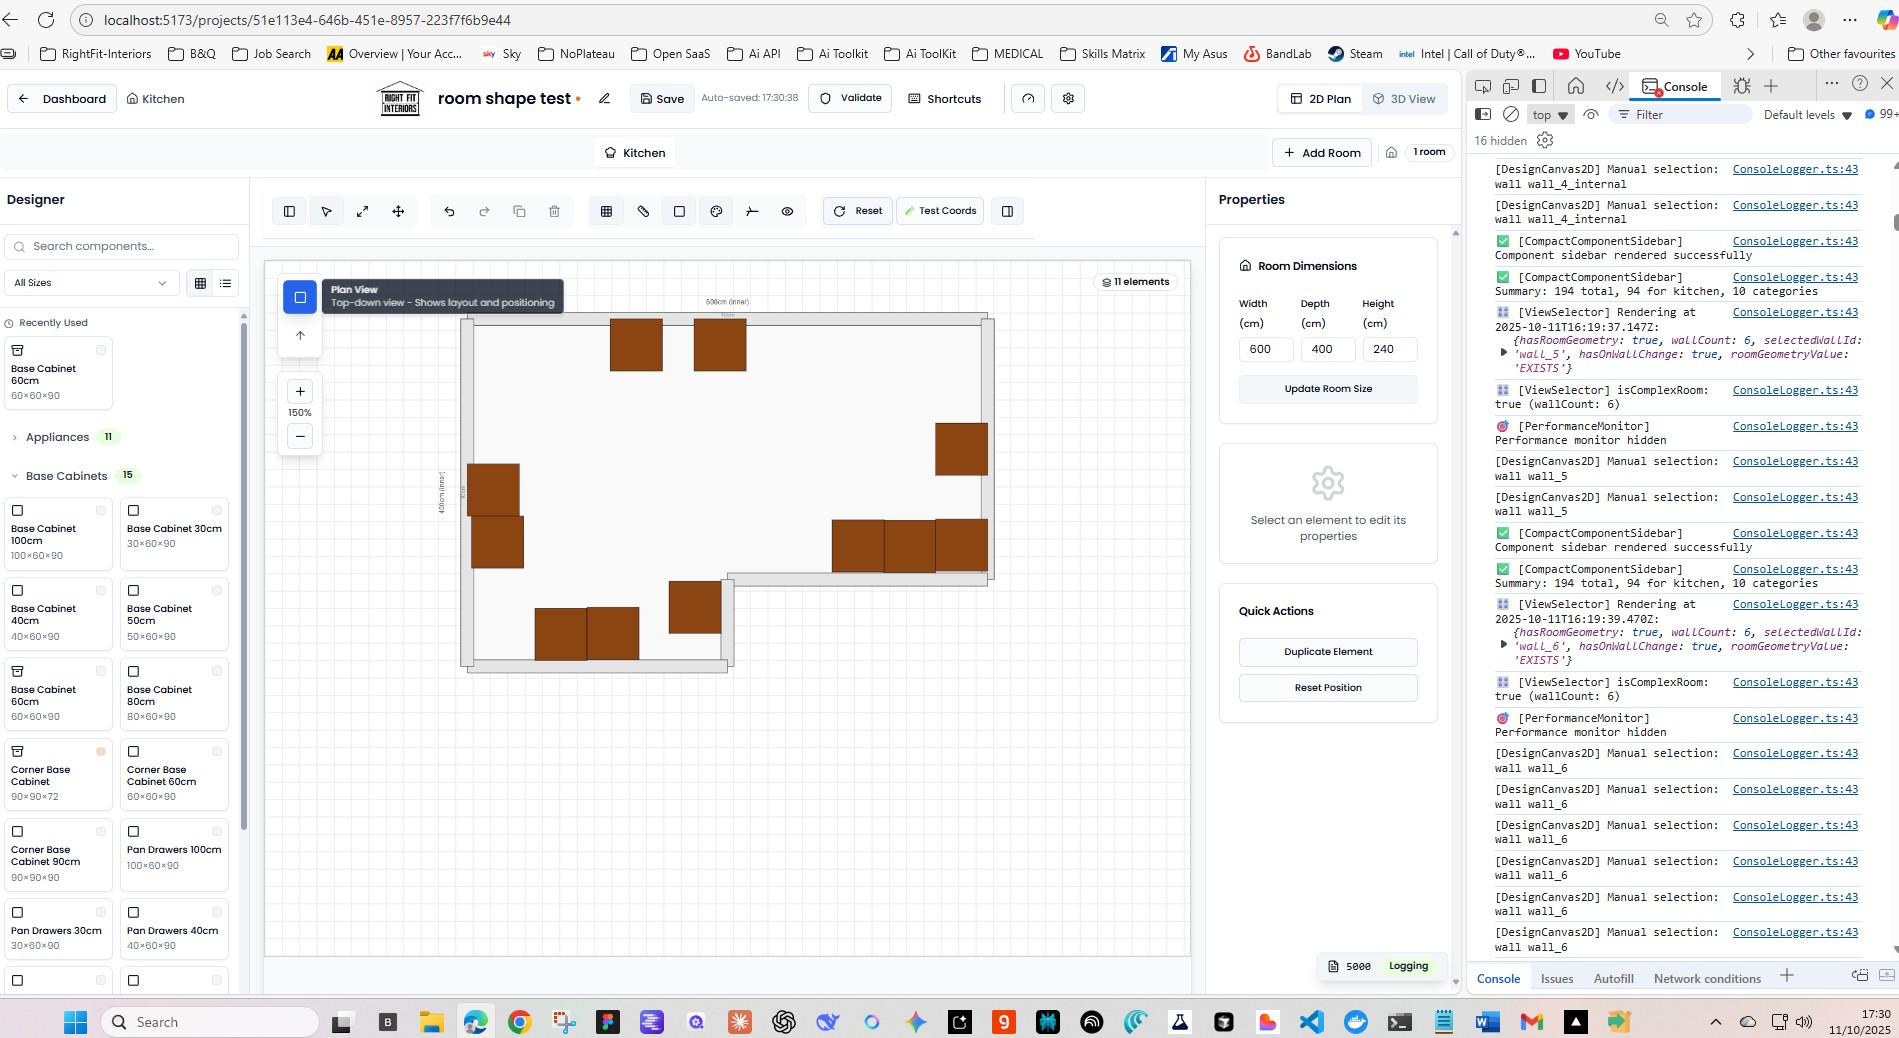 localhost:5173/projects/51e113e4-646b-451e-8957-223f7f6b9e44
RightFit-Interiors
B&Q
Job Search
AA
Overview | Your Acc...
sky
Sky
NoPlateau
Open SaaS
Ai API
Ai Toolkit
Ai ToolKit
MEDICAL
Skills Matrix
My Asus
BandLab
Steam
intel
Intel | Call of Duty®...
YouTube
Other favourites
Dashboard
Kitchen
RIGHT FIT
INTERIORS
room shape test
Save
Auto-saved: 17:30:38
Validate
Shortcuts
2D Plan
3D View
Kitchen
Add Room
1 room
Designer
Search components...
All Sizes
Recently Used
Base Cabinet
60cm
60×60×90
Appliances
11
Base Cabinets
15
Base Cabinet
100cm
100×60×90
Base Cabinet 30cm
30×60×90
Base Cabinet
40cm
40×60×90
Base Cabinet
50cm
50×60×90
Base Cabinet
60cm
60×60×90
Base Cabinet
80cm
80×60×90
Corner Base
Cabinet
90×90×72
Corner Base
Cabinet 60cm
60×60×90
Corner Base
Cabinet 90cm
90×90×90
Pan Drawers 100cm
100×60×90
Pan Drawers 30cm
30×60×90
Pan Drawers 40cm
40×60×90
Reset
Test Coords
Plan View
Top-down view - Shows layout and positioning
150%
11 elements
600cm (inner)
400cm (inner)
Properties
Room Dimensions
Width
(cm)
Depth
(cm)
Height
(cm)
600
400
240
Update Room Size
Select an element to edit its
properties
Quick Actions
Duplicate Element
Reset Position
5000
Logging
Console
top
Filter
Default levels
99+
16 hidden
[DesignCanvas2D] Manual selection: ConsoleLogger.ts:43
wall wall_4_internal
[DesignCanvas2D] Manual selection: ConsoleLogger.ts:43
wall wall_4_internal
[CompactComponentSidebar] ConsoleLogger.ts:43
Component sidebar rendered successfully
[CompactComponentSidebar] ConsoleLogger.ts:43
Summary: 194 total, 94 for kitchen, 10 categories
[ViewSelector] Rendering at ConsoleLogger.ts:43
2025-10-11T16:19:37.147Z:
{hasRoomGeometry: true, wallCount: 6, selectedWallId:
'wall_5', hasOnWallChange: true, roomGeometryValue:
'EXISTS'}
[ViewSelector] isComplexRoom: ConsoleLogger.ts:43
true (wallCount: 6)
[PerformanceMonitor] ConsoleLogger.ts:43
Performance monitor hidden
[DesignCanvas2D] Manual selection: ConsoleLogger.ts:43
wall wall_5
[DesignCanvas2D] Manual selection: ConsoleLogger.ts:43
wall wall_5
[CompactComponentSidebar] ConsoleLogger.ts:43
Component sidebar rendered successfully
[CompactComponentSidebar] ConsoleLogger.ts:43
Summary: 194 total, 94 for kitchen, 10 categories
[ViewSelector] Rendering at ConsoleLogger.ts:43
2025-10-11T16:19:39.470Z:
{hasRoomGeometry: true, wallCount: 6, selectedWallId:
'wall_6', hasOnWallChange: true, roomGeometryValue:
'EXISTS'}
[ViewSelector] isComplexRoom: ConsoleLogger.ts:43
true (wallCount: 6)
[PerformanceMonitor] ConsoleLogger.ts:43
Performance monitor hidden
[DesignCanvas2D] Manual selection: ConsoleLogger.ts:43
wall wall_6
[DesignCanvas2D] Manual selection: ConsoleLogger.ts:43
wall wall_6
[DesignCanvas2D] Manual selection: ConsoleLogger.ts:43
wall wall_6
[DesignCanvas2D] Manual selection: ConsoleLogger.ts:43
wall wall_6
[DesignCanvas2D] Manual selection: ConsoleLogger.ts:43
wall wall_6
[DesignCanvas2D] Manual selection: ConsoleLogger.ts:43
wall wall_6
Console
Issues
Autofill
Network conditions
Search
17:30
11/10/2025